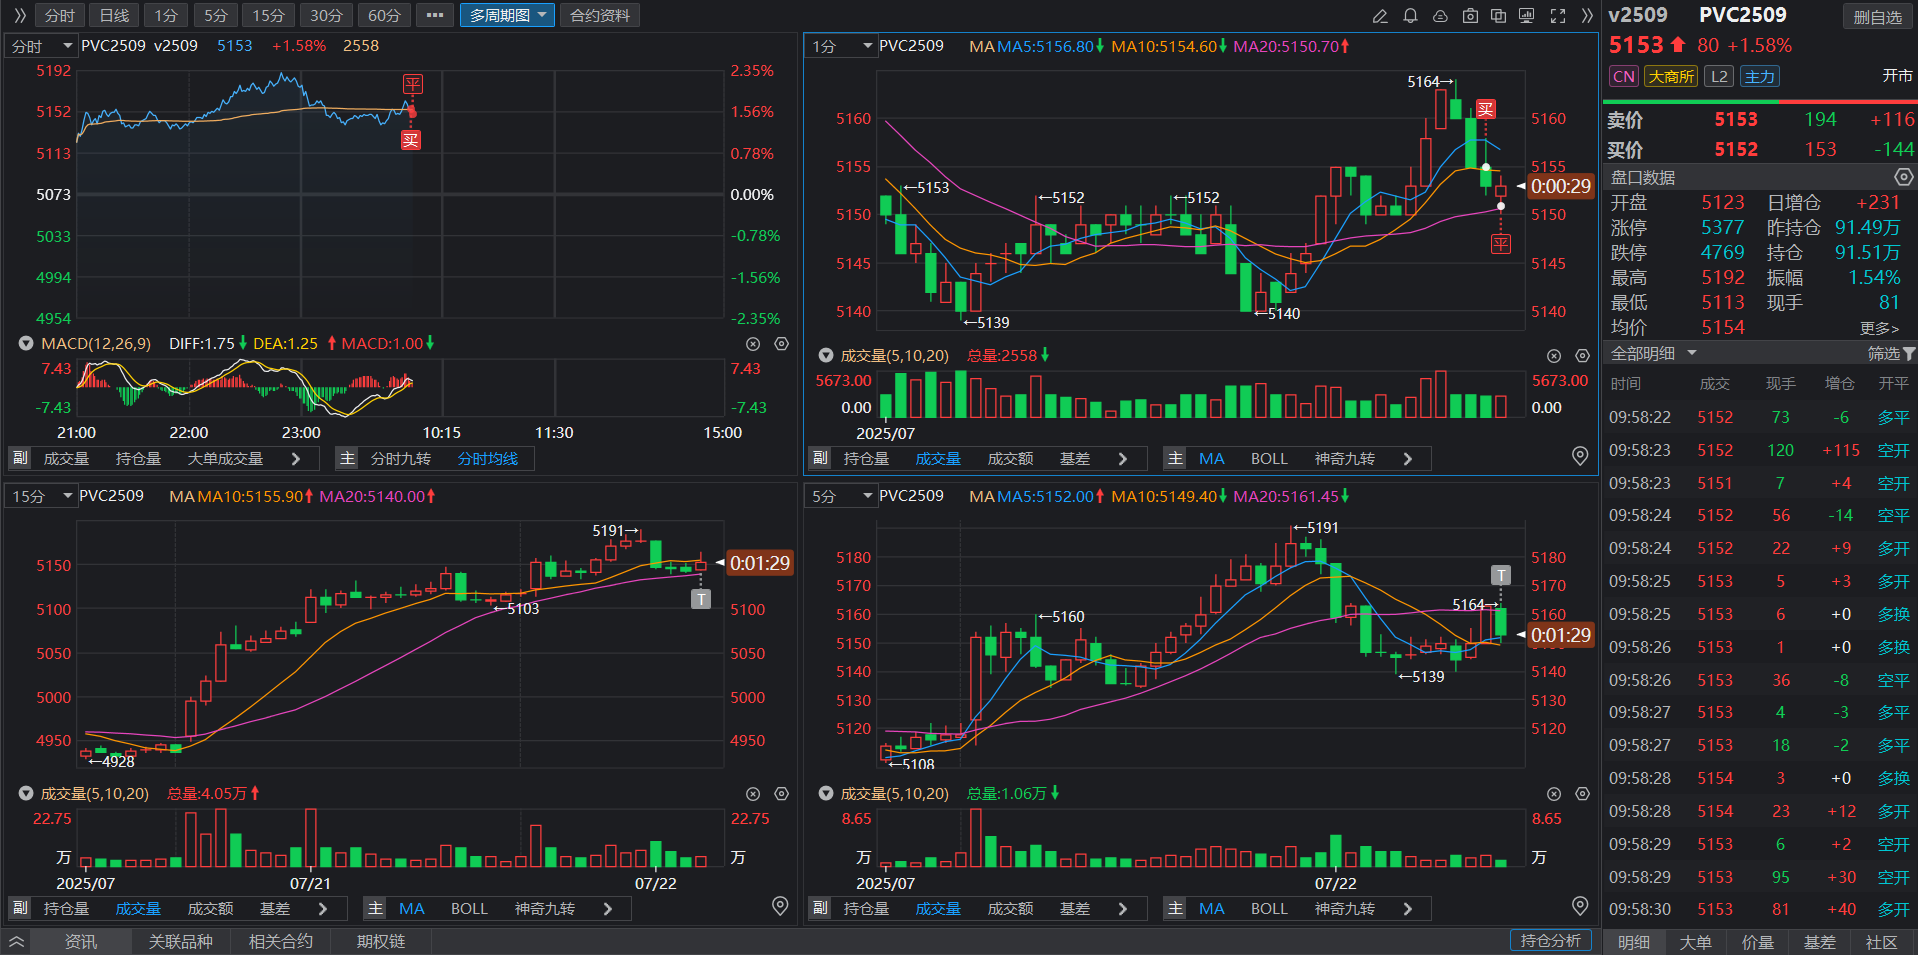 分时 日线 1分 5分 15分 30分 60分 ••• 多周期图 合约资料
分时 PVC2509 v2509 5153 +1.58% 2558
5192 2.35%
5152 1.56%
5113 0.78%
5073 0.00%
5033 -0.78%
4994 -1.56%
4954 -2.35%
平
买
MACD(12,26,9) DIFF:1.75 DEA:1.25 MACD:1.00
7.43 7.43
-7.43 -7.43
21:00 22:00 23:00 10:15 11:30 15:00
副 成交量 持仓量 大单成交量 主 分时九转 分时均线
1分 PVC2509 MA MA5:5156.80 MA10:5154.60 MA20:5150.70
5160 5160
5155 5155
5150 5150
5145 5145
5140 5140
5164→
买
←5153
←5152
←5152
0:00:29
平
←5139
←5140
成交量(5,10,20) 总量:2558
5673.00 5673.00
0.00 0.00
2025/07
副 持仓量 成交量 成交额 基差 主 MA BOLL 神奇九转
15分 PVC2509 MA MA10:5155.90 MA20:5140.00
5150
5100 5100
5050 5050
5000 5000
4950 4950
5191→
0:01:29
T
←5103
←4928
成交量(5,10,20) 总量:4.05万
22.75 22.75
万 万
2025/07 07/21 07/22
副 持仓量 成交量 成交额 基差 主 MA BOLL 神奇九转
5分 PVC2509 MA MA5:5152.00 MA10:5149.40 MA20:5161.45
5180 5180
5170 5170
5160 5160
5150
5140 5140
5130 5130
5120 5120
←5191
T
5164→
←5160
0:01:29
←5139
←5108
成交量(5,10,20) 总量:1.06万
8.65 8.65
万 万
2025/07 07/22
副 持仓量 成交量 成交额 基差 主 MA BOLL 神奇九转
资讯 关联品种 相关合约 期权链 持仓分析
v2509 PVC2509 删自选
5153 80 +1.58%
CN 大商所 L2 主力 开市
卖价 5153 194 +116
买价 5152 153 -144
盘口数据
开盘 5123 日增仓 +231
涨停 5377 昨持仓 91.49万
跌停 4769 持仓 91.51万
最高 5192 振幅 1.54%
最低 5113 现手 81
均价 5154 更多>
全部明细 筛选
时间 成交 现手 增仓 开平
09:58:22 5152 73 -6 多平
09:58:23 5152 120 +115 空开
09:58:23 5151 7 +4 空开
09:58:24 5152 56 -14 空平
09:58:24 5152 22 +9 多开
09:58:25 5153 5 +3 多开
09:58:25 5153 6 +0 多换
09:58:26 5153 1 +0 多换
09:58:26 5153 36 -8 空平
09:58:27 5153 4 -3 多平
09:58:27 5153 18 -2 多平
09:58:28 5154 3 +0 多换
09:58:28 5154 23 +12 多开
09:58:29 5153 6 +2 空开
09:58:29 5153 95 +30 空开
09:58:30 5153 81 +40 多开
明细 大单 价量 基差 社区